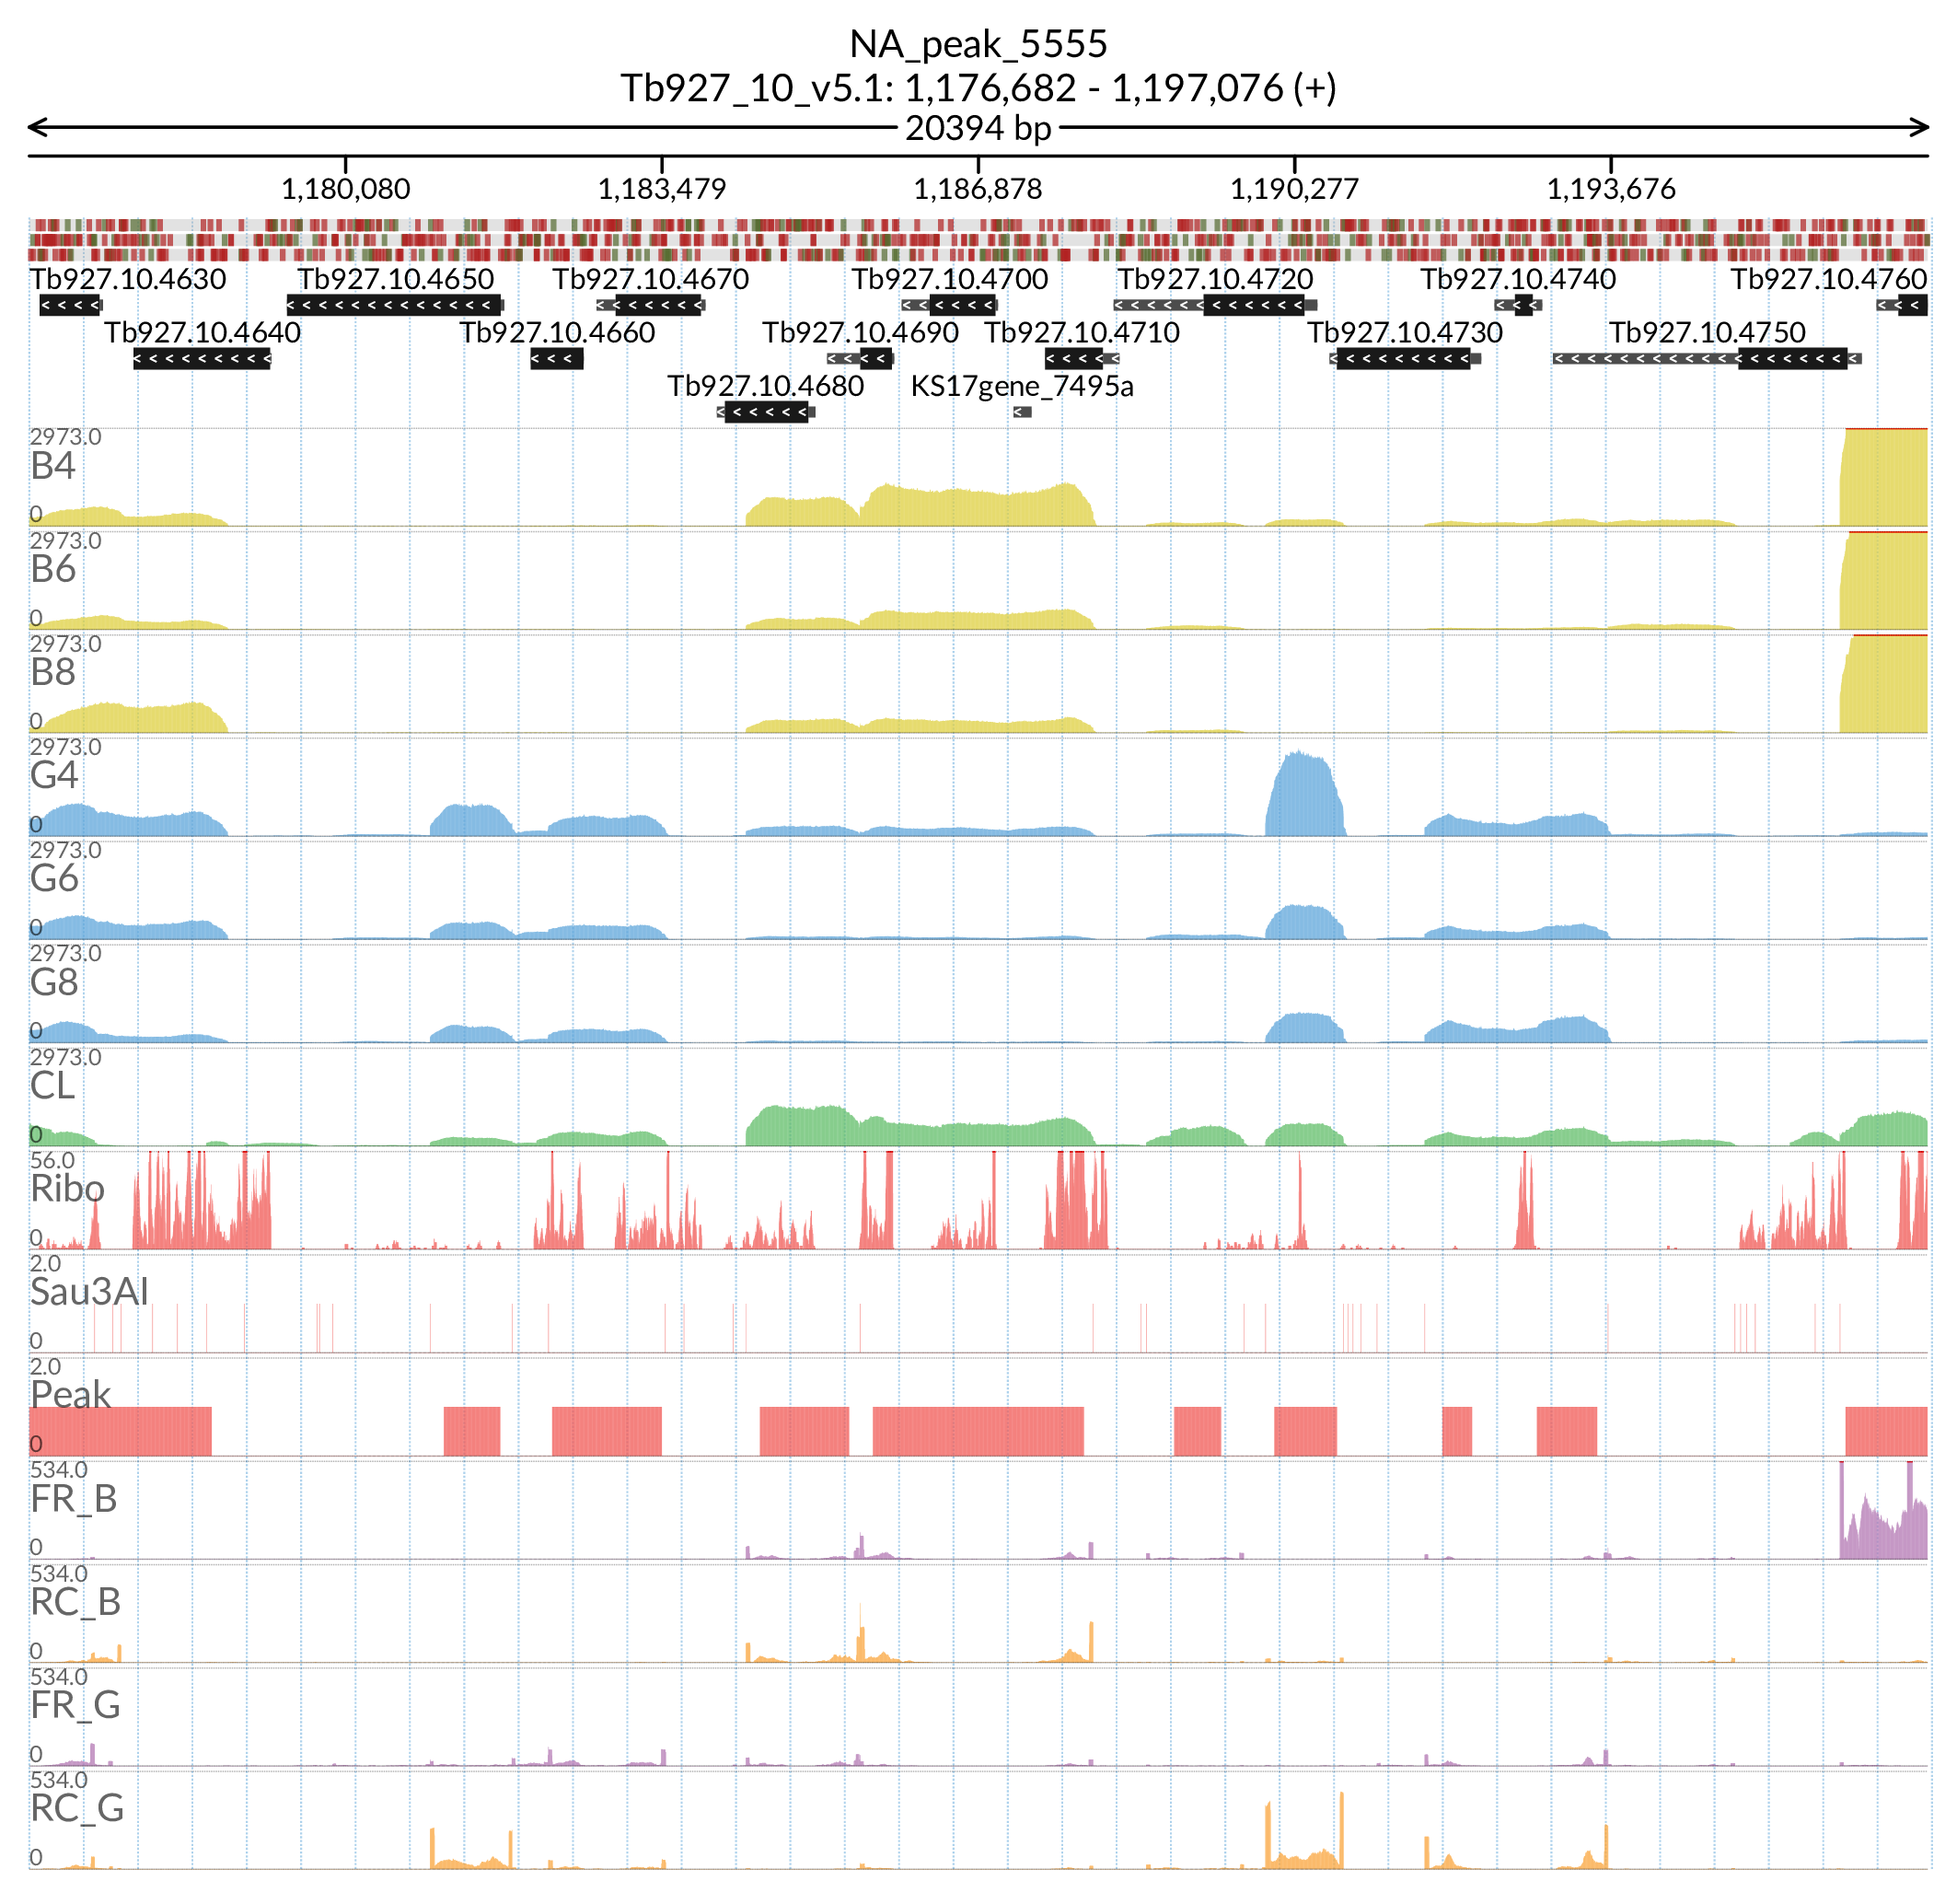 NA_peak_5555
Tb927_10_v5.1: 1,176,682 - 1,197,076 (+)
20394 bp
1,180,080 1,183,479 1,186,878 1,190,277 1,193,676
Tb927.10.4630 Tb927.10.4650 Tb927.10.4670 Tb927.10.4700 Tb927.10.4720 Tb927.10.4740 Tb927.10.4760
Tb927.10.4640 Tb927.10.4660 Tb927.10.4690 Tb927.10.4710 Tb927.10.4730 Tb927.10.4750
Tb927.10.4680 KS17gene_7495a
2973.0
B4
0
2973.0
B6
0
2973.0
B8
0
2973.0
G4
0
2973.0
G6
0
2973.0
G8
0
2973.0
CL
0
56.0
Ribo
0
2.0
Sau3AI
0
2.0
Peak
0
534.0
FR_B
0
534.0
RC_B
0
534.0
FR_G
0
534.0
RC_G
0